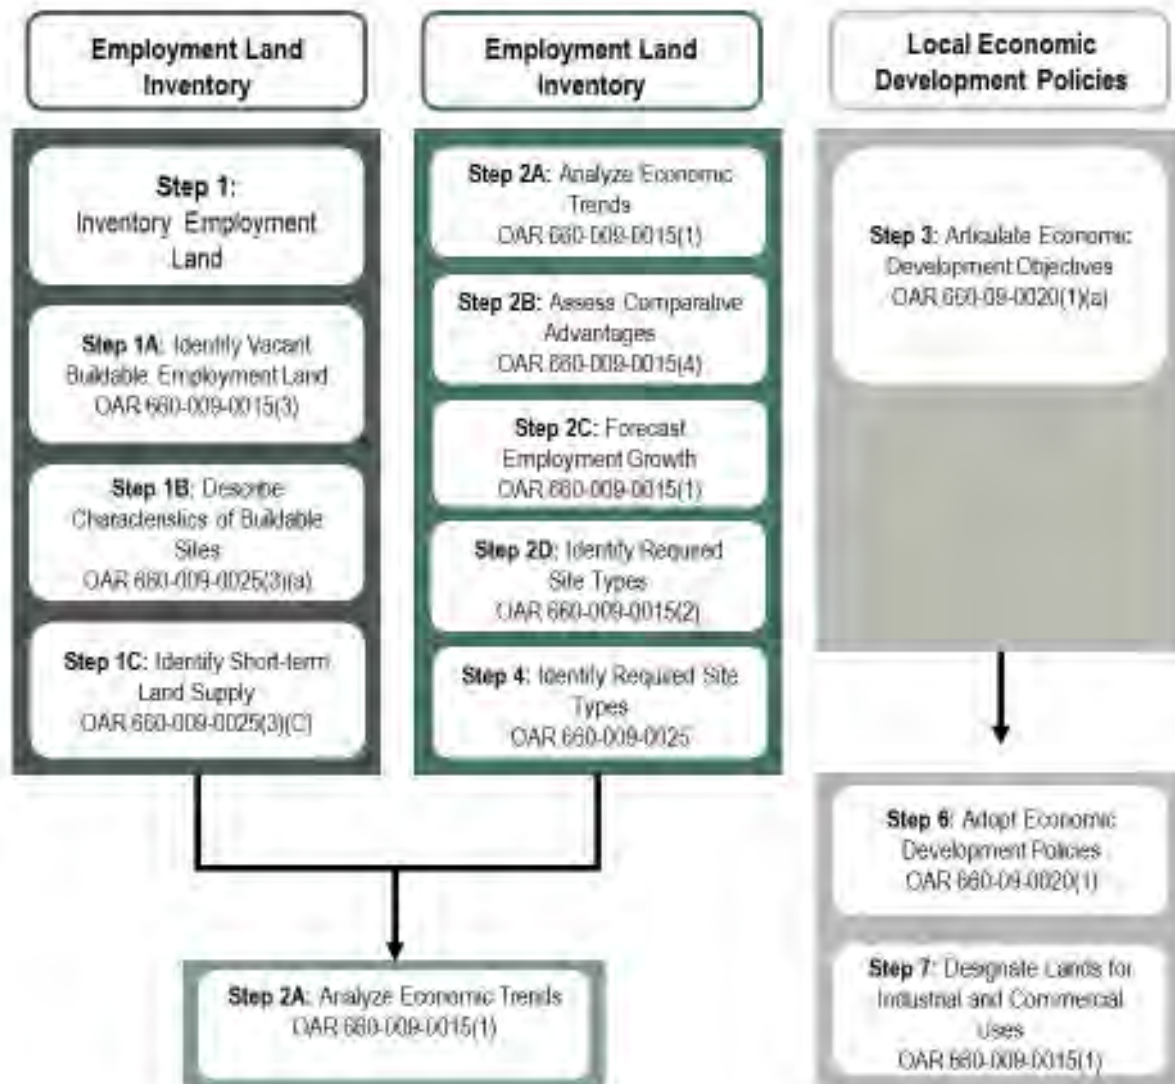 Employment Land
Inventory
Step 1:
Inventory Employment
Land
Step 1A: Identify Vacant
Buildable Employment Land
OAR 660-009-0015(3)
Step 1B: Describe
Characteristics of Buildable
Sites
OAR 660-009-0025(3)(a)
Step 1C: Identify Short-term
Land Supply
OAR 660-009-0025(3)(C)
Employment Land
Inventory
Step 2A: Analyze Economic
Trends
OAR 660-009-0015(1)
Step 2B: Assess Comparative
Advantages
OAR 660-009-0015(4)
Step 2C: Forecast
Employment Growth
OAR 660-009-0015(1)
Step 2D: Identify Required
Site Types
OAR 660-009-0015(2)
Step 4: Identify Required Site
Types
OAR 660-009-0025
Step 2A: Analyze Economic Trends
OAR 660-009-0015(1)
Local Economic
Development Policies
Step 3: Articulate Economic
Development Objectives
OAR 660-09-0020(1)(a)
Step 6: Adopt Economic
Development Policies
OAR 660-09-0020(1)
Step 7: Designate Lands for
Industrial and Commercial
Uses
OAR 660-009-0015(1)